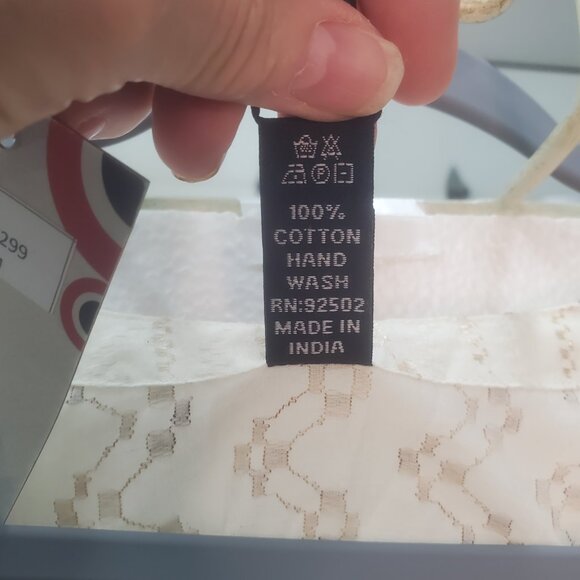 299
100%
COTTON
HAND
WASH
RN:92502
MADE IN
INDIA